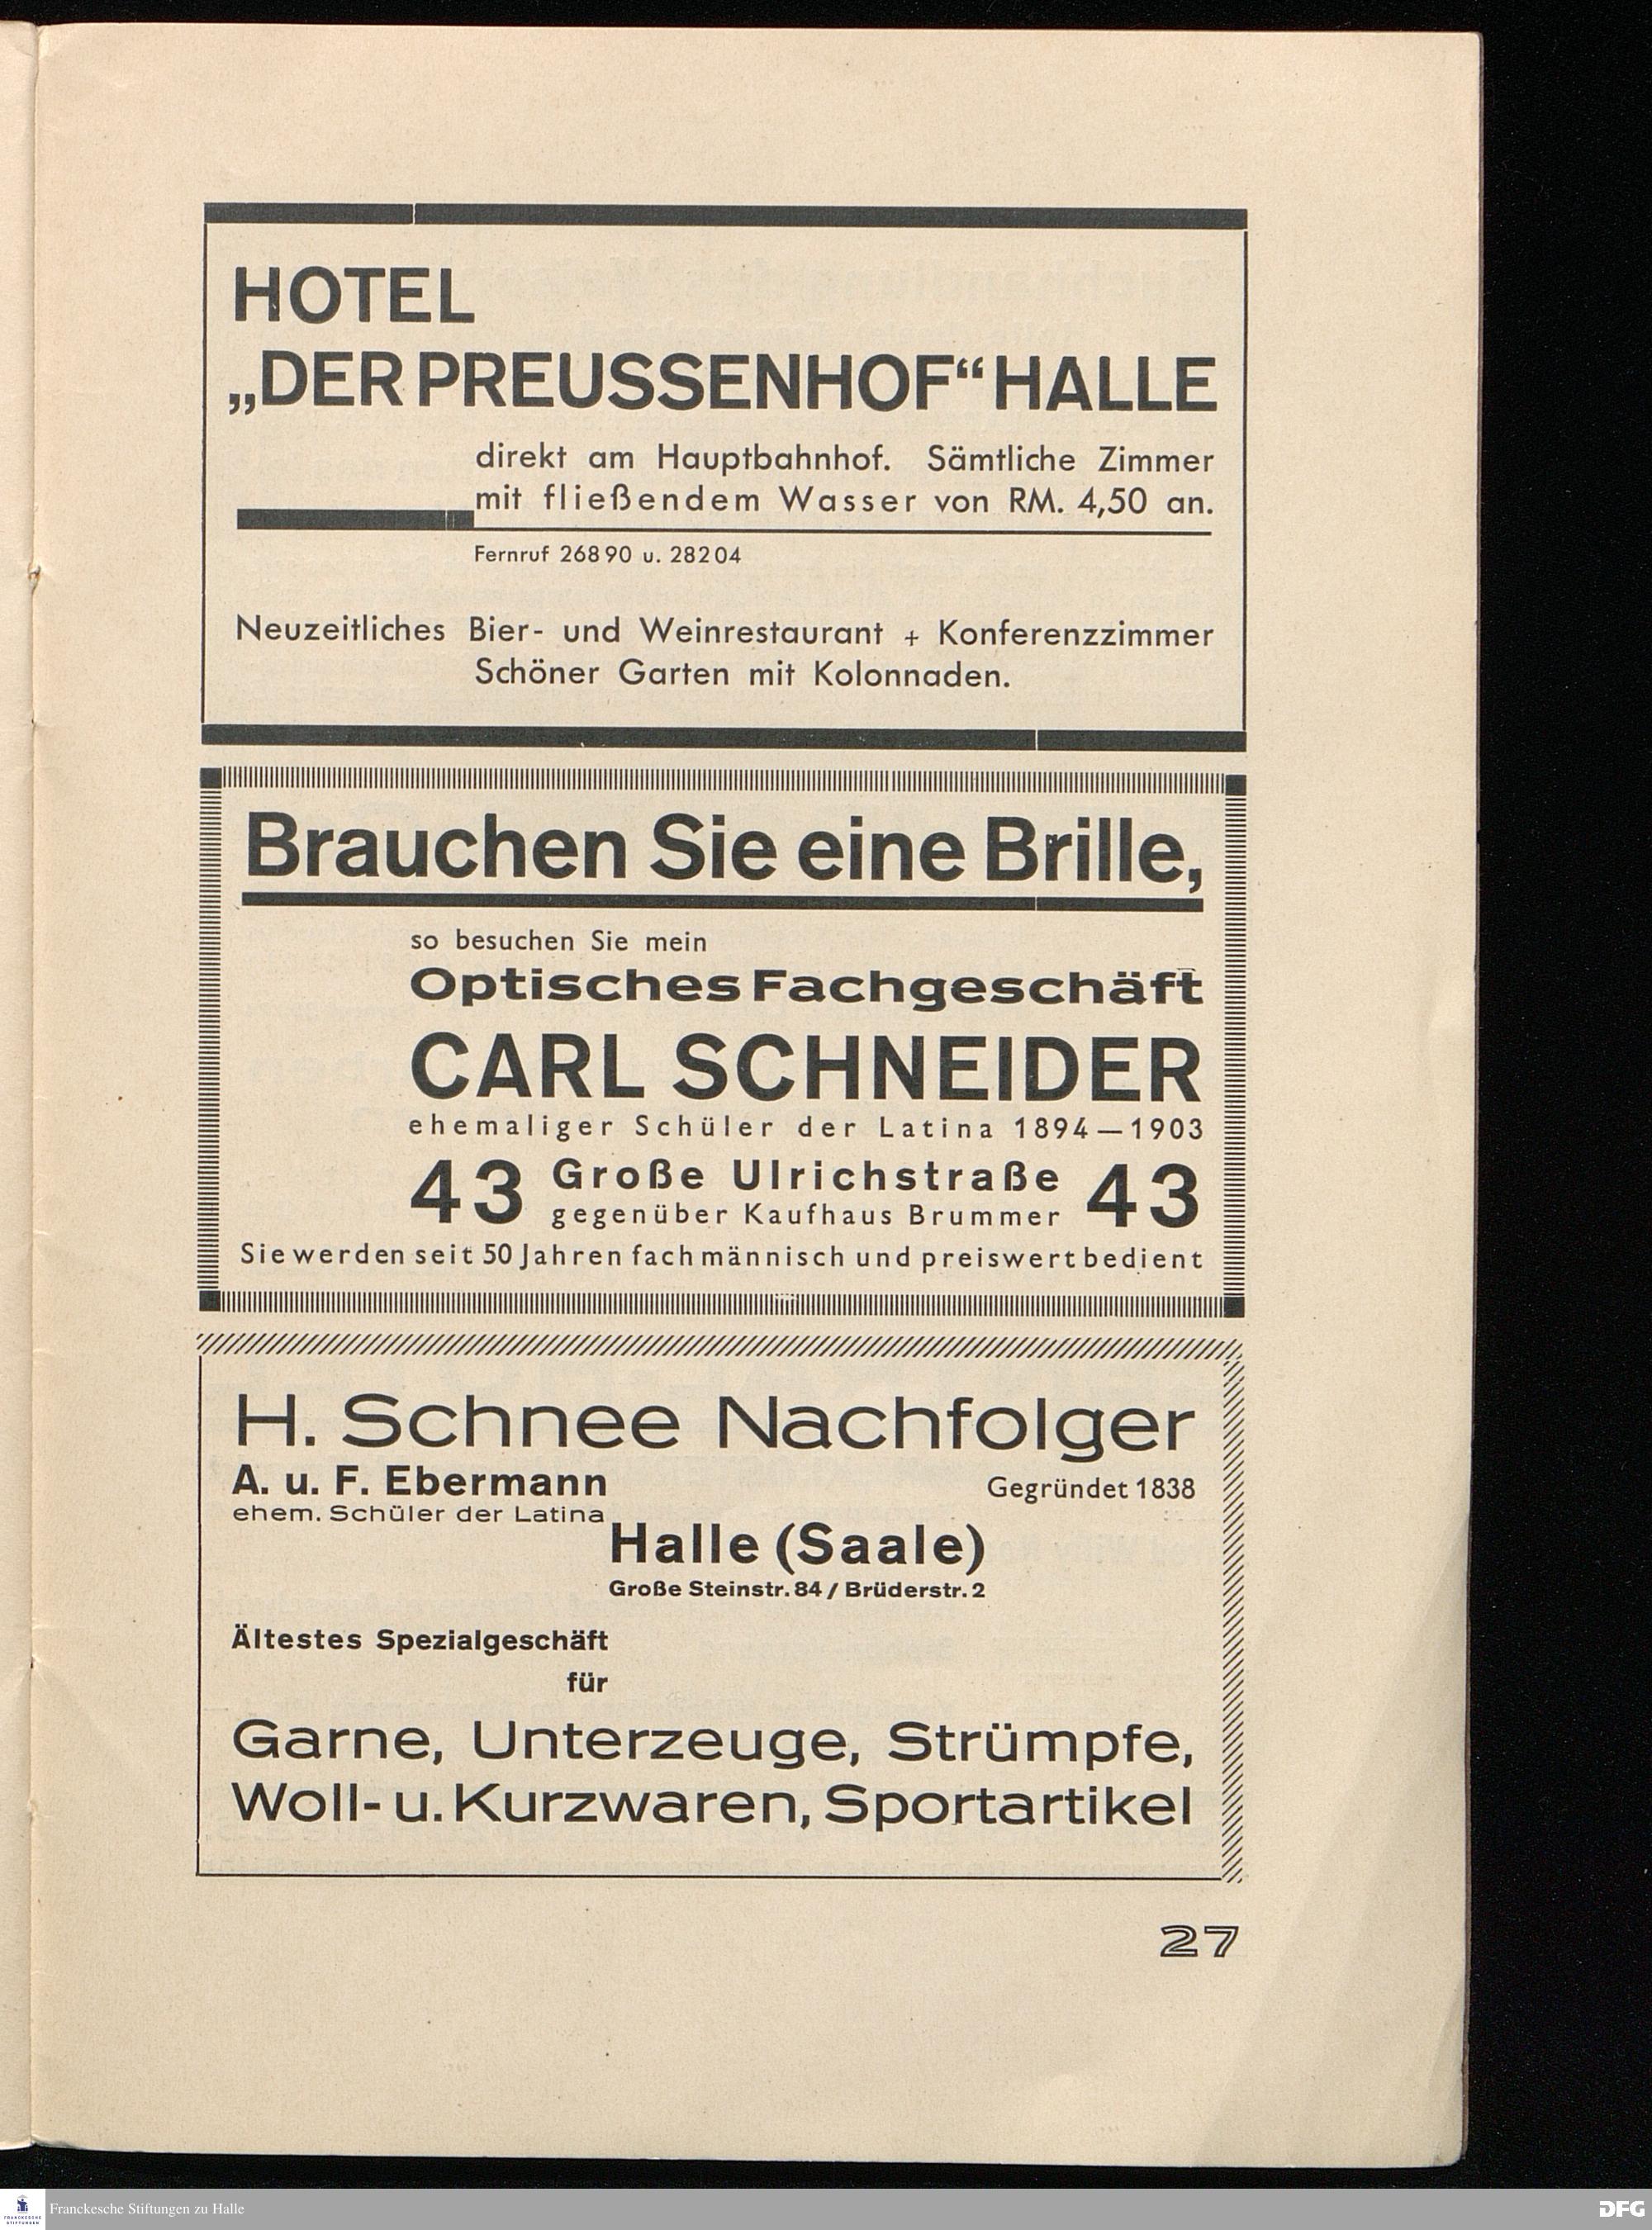 HOTEL
„DER PREUSSENHOF“ HALLE
direkt am Hauptbahnhof. Sämtliche Zimmer
mit fließendem Wasser von RM. 4,50 an.
Fernruf 26890 u. 28204
Neuzeitliches Bier- und Weinrestaurant + Konferenzzimmer
Schöner Garten mit Kolonnaden.
Brauchen Sie eine Brille,
so besuchen Sie mein
Optisches Fachgeschäft
CARL SCHNEIDER
ehemaliger Schüler der Latina 1894—1903
43 Große Ulrichstraße 43
gegenüber Kaufhaus Brummer
Sie werden seit 50 Jahren fachmännisch und preiswert bedient
H. Schnee Nachfolger
A. u. F. Ebermann
Gegründet 1838
ehem. Schüler der Latina
Halle (Saale)
Große Steinstr. 84 / Brüderstr. 2
Ältestes Spezialgeschäft
für
Garne, Unterzeuge, Strümpfe,
Woll- u. Kurzwaren, Sportartikel
27
FRANCKESCHE
STIFTUNGEN
Franckesche Stiftungen zu Halle
DFG